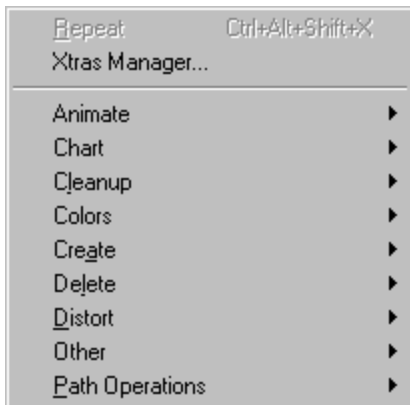 Repeat Ctrl+Alt+Shift+X
Xtras Manager...
Animate
Chart
Cleanup
Colors
Create
Delete
Distort
Other
Path Operations